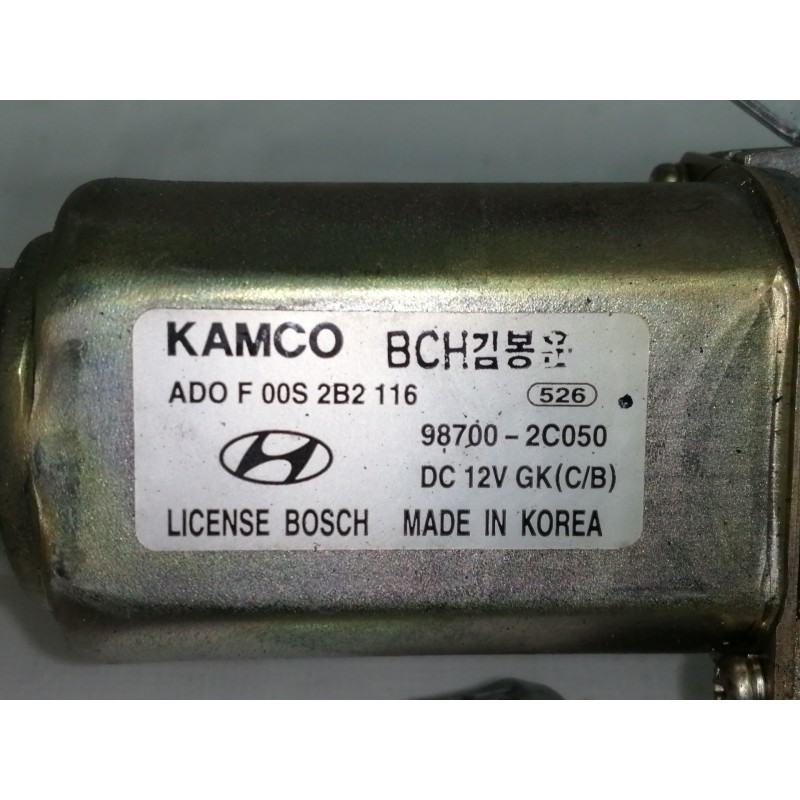 KAMCO BCH김봉윤
ADO F 00S 2B2 116 526
98700-2C050
DC 12V GK(C/B)
LICENSE BOSCH MADE IN KOREA